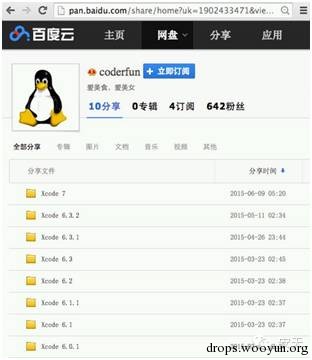 pan.baidu.com/share/home?uk=1902433471&vie
百度云 主页 网盘 分享 应用
coderfun + 立即订阅
爱美食、爱美女
10分享 0专辑 4订阅 642粉丝
全部分享 专辑 图片 文档 音乐 视频 其他
分享文件 分享时间
Xcode 7 2015-06-09 05:20
Xcode 6.3.2 2015-05-11 02:34
Xcode 6.3.1 2015-04-26 23:44
Xcode 6.3 2015-03-23 02:45
Xcode 6.2 2015-03-23 02:38
Xcode 6.1.1 2015-03-23 02:37
Xcode 6.1 2015-03-23 02:37
Xcode 6.0.1
drops.wooyun.org